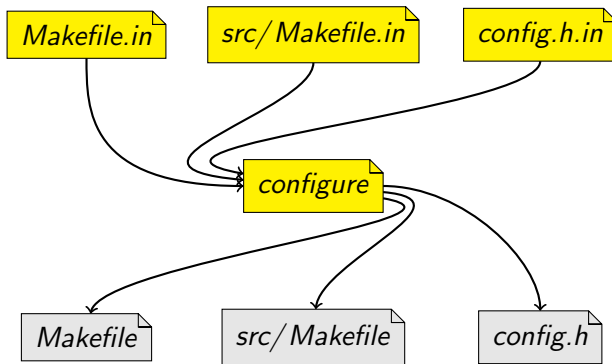 Makefile.in
src/Makefile.in
config.h.in
configure
Makefile
src/Makefile
config.h